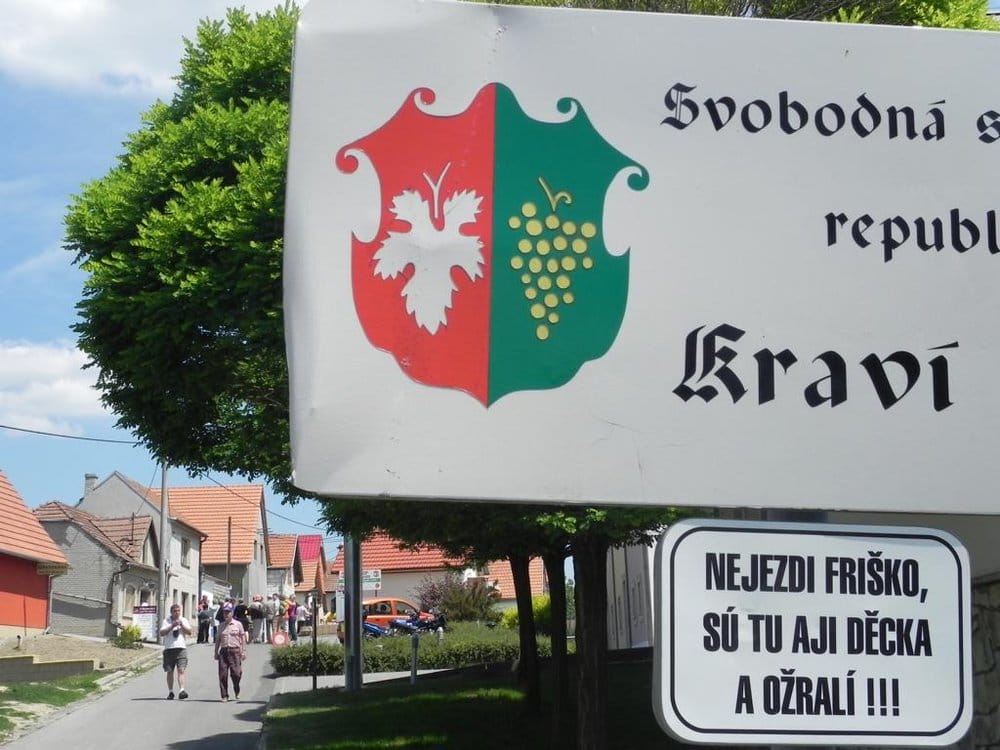 Svobodná s
republ
Kraví
NEJEZDI FRIŠKO,
SÚ TU AJI DĚCKA
A OŽRALÍ !!!